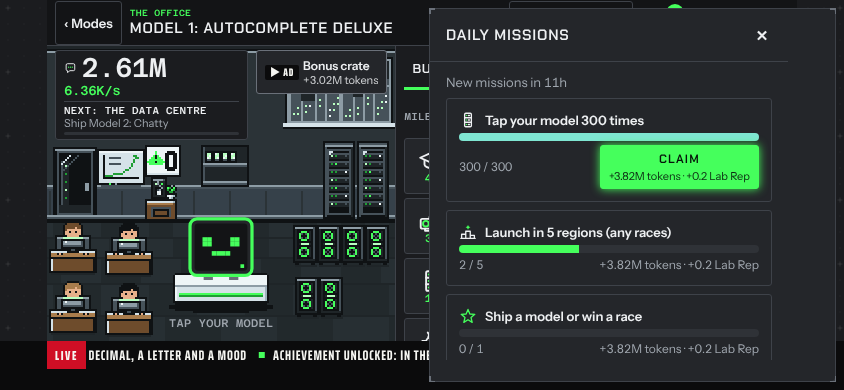 ‹ Modes
THE OFFICE
MODEL 1: AUTOCOMPLETE DELUXE
2.61M
6.36K/s
NEXT: THE DATA CENTRE
Ship Model 2: Chatty
AD
Bonus crate
+3.02M tokens
TAP YOUR MODEL
LIVE
DECIMAL, A LETTER AND A MOOD
ACHIEVEMENT UNLOCKED: IN THE
DAILY MISSIONS
New missions in 11h
Tap your model 300 times
300 / 300
CLAIM
+3.82M tokens · +0.2 Lab Rep
Launch in 5 regions (any races)
2 / 5
+3.82M tokens · +0.2 Lab Rep
Ship a model or win a race
0 / 1
+3.82M tokens · +0.2 Lab Rep